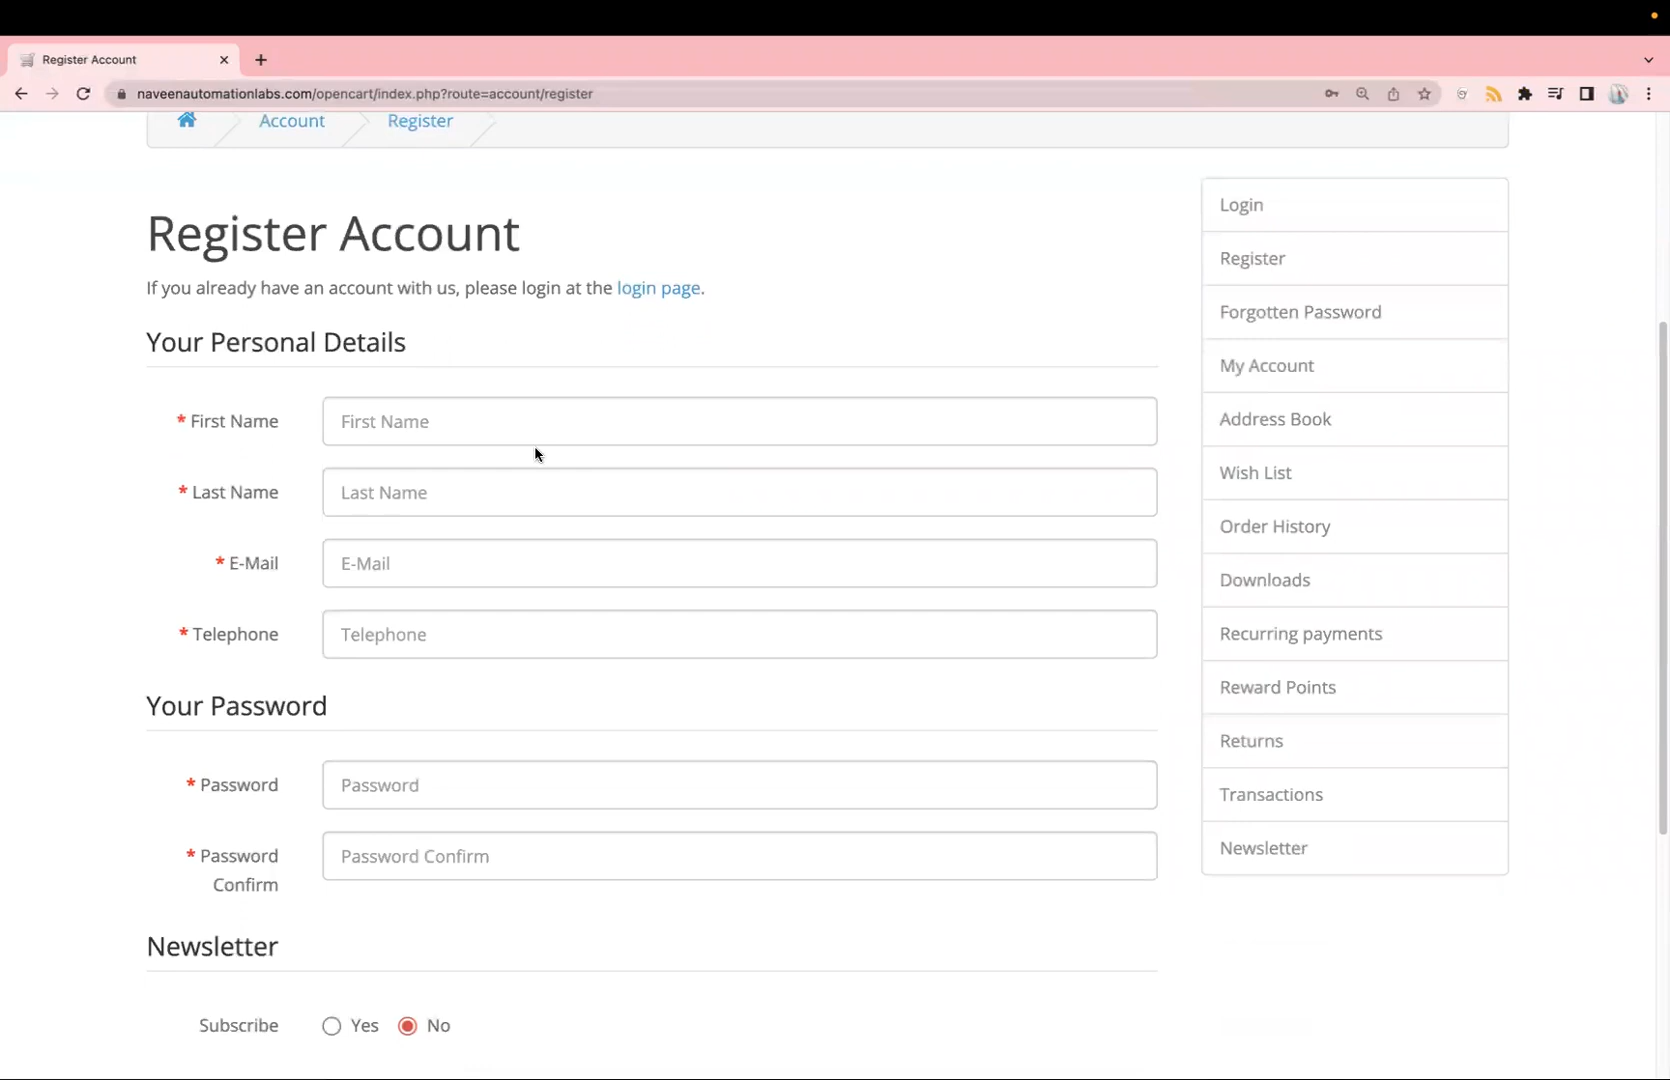 Register Account
naveenautomationlabs.com/opencart/index.php?route=account/register
Account
Register
Register Account
If you already have an account with us, please login at the login page.
Your Personal Details
* First Name
First Name
* Last Name
Last Name
* E-Mail
E-Mail
* Telephone
Telephone
Your Password
* Password
Password
* Password
Confirm
Password Confirm
Newsletter
Subscribe
Yes
No
Login
Register
Forgotten Password
My Account
Address Book
Wish List
Order History
Downloads
Recurring payments
Reward Points
Returns
Transactions
Newsletter